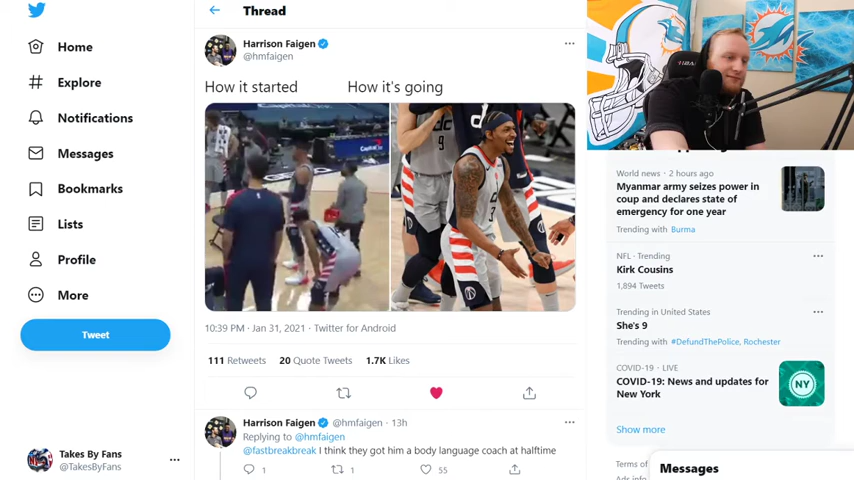 Home
Explore
Notifications
Messages
Bookmarks
Lists
Profile
More
Tweet
Takes By Fans
@TakesByFans
Thread
Harrison Faigen
@hmfaigen
How it started How it's going
9
3
10:39 PM · Jan 31, 2021 · Twitter for Android
111 Retweets 20 Quote Tweets 1.7K Likes
Harrison Faigen @hmfaigen · 13h
Replying to @hmfaigen
@fastbreakbreak I think they got him a body language coach at halftime
1 1 55
World news · 2 hours ago
Myanmar army seizes power in
coup and declares state of
emergency for one year
Trending with Burma
NFL · Trending
Kirk Cousins
1,894 Tweets
Trending in United States
She's 9
Trending with #DefundThePolice, Rochester
COVID-19 · LIVE
COVID-19: News and updates for
New York
NY
Show more
Terms of
Messages